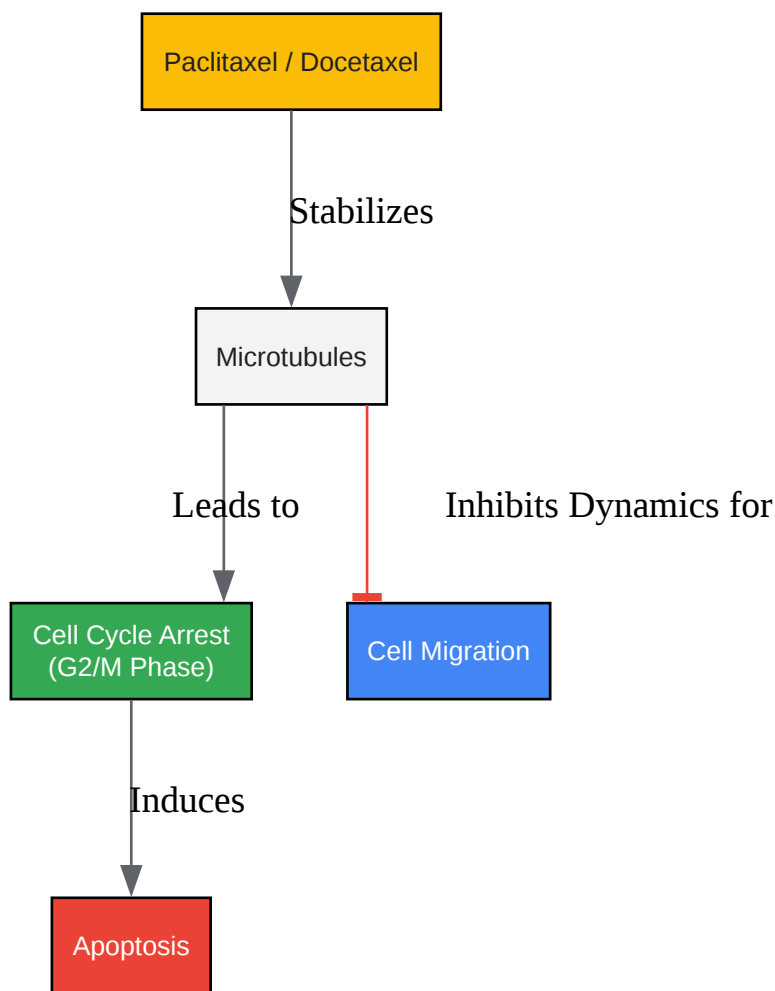 Paclitaxel / Docetaxel
Stabilizes
Microtubules
Leads to
Inhibits Dynamics for
Cell Cycle Arrest
(G2/M Phase)
Cell Migration
Induces
Apoptosis